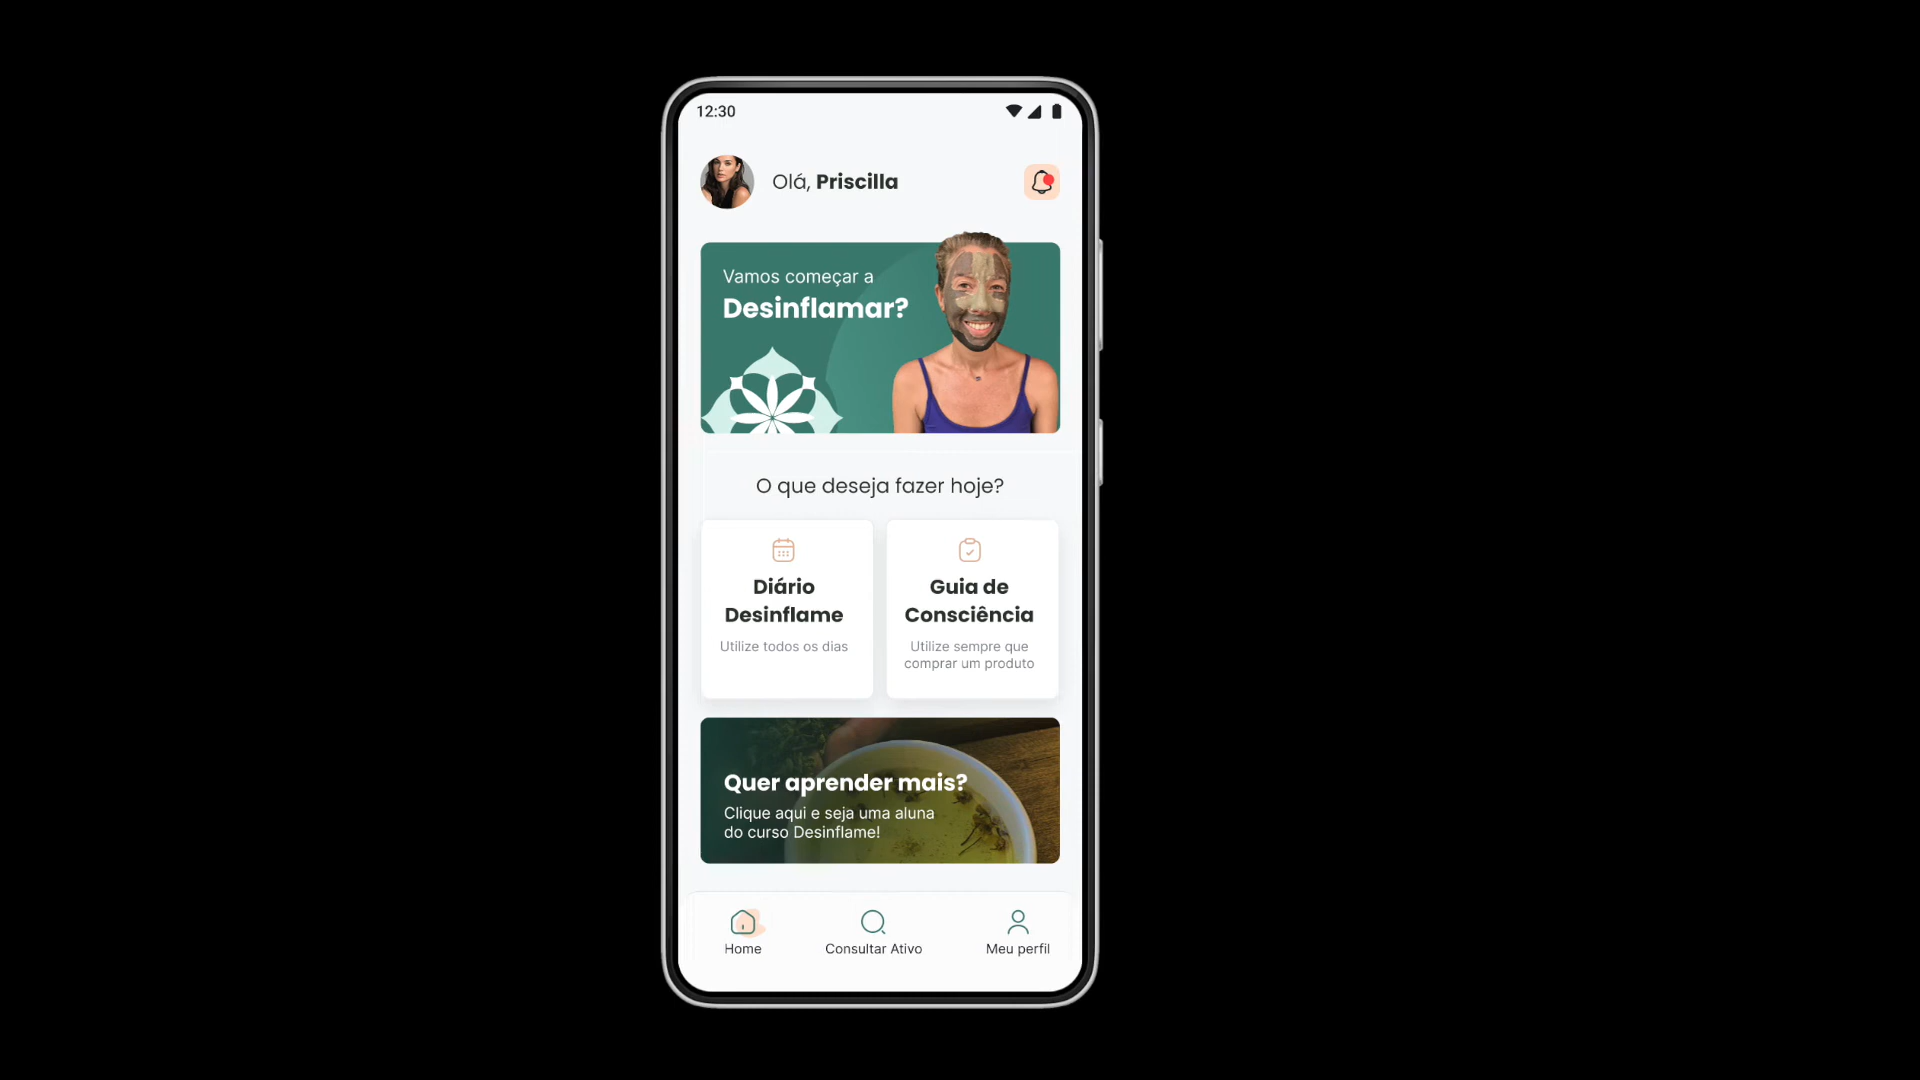 12:30
Olá, Priscilla
Vamos começar a
Desinflamar?
O que deseja fazer hoje?
Diário
Desinflame
Utilize todos os dias
Guia de
Consciência
Utilize sempre que
comprar um produto
Quer aprender mais?
Clique aqui e seja uma aluna
do curso Desinflame!
Home
Consultar Ativo
Meu perfil